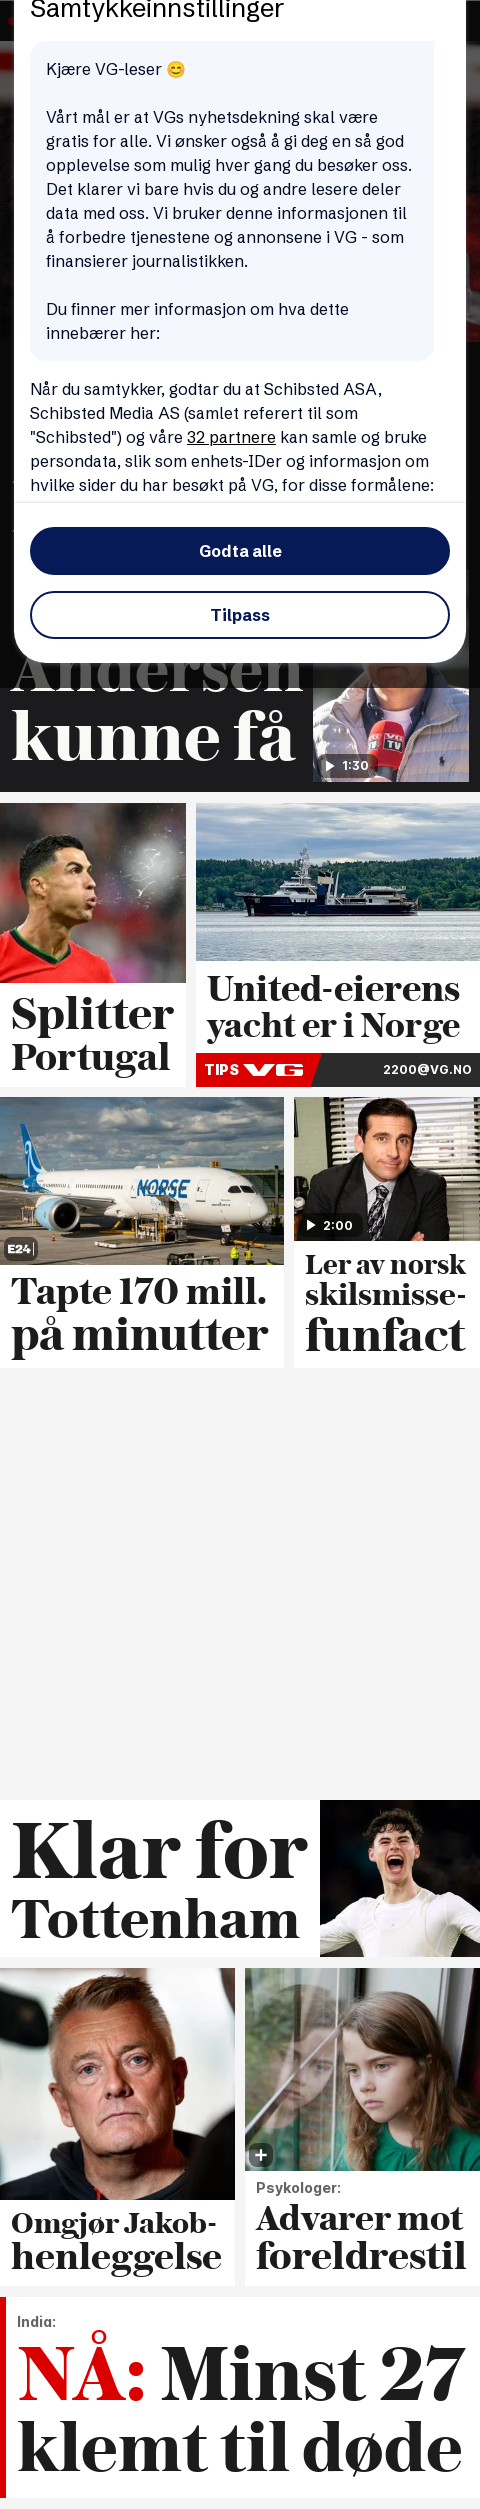 Samtykkeinnstillinger
Kjære VG-leser 😊
Vårt mål er at VGs nyhetsdekning skal være
gratis for alle. Vi ønsker også å gi deg en så god
opplevelse som mulig hver gang du besøker oss.
Det klarer vi bare hvis du og andre lesere deler
data med oss. Vi bruker denne informasjonen til
å forbedre tjenestene og annonsene i VG - som
finansierer journalistikken.
Du finner mer informasjon om hva dette
innebærer her:
Når du samtykker, godtar du at Schibsted ASA,
Schibsted Media AS (samlet referert til som
"Schibsted") og våre 32 partnere kan samle og bruke
persondata, slik som enhets-IDer og informasjon om
hvilke sider du har besøkt på VG, for disse formålene:
Godta alle
Tilpass
Andersen
kunne få
VG
TV
1:30
Splitter
Portugal
United-eierens
yacht er i Norge
TIPS VG 2200@VG.NO
NORSE
E24
Tapte 170 mill.
på minutter
2:00
Ler av norsk
skilsmisse-
funfact
Klar for
Tottenham
Omgjør Jakob-
henleggelse
Psykologer:
Advarer mot
foreldrestil
India:
NÅ: Minst 27
klemt til døde